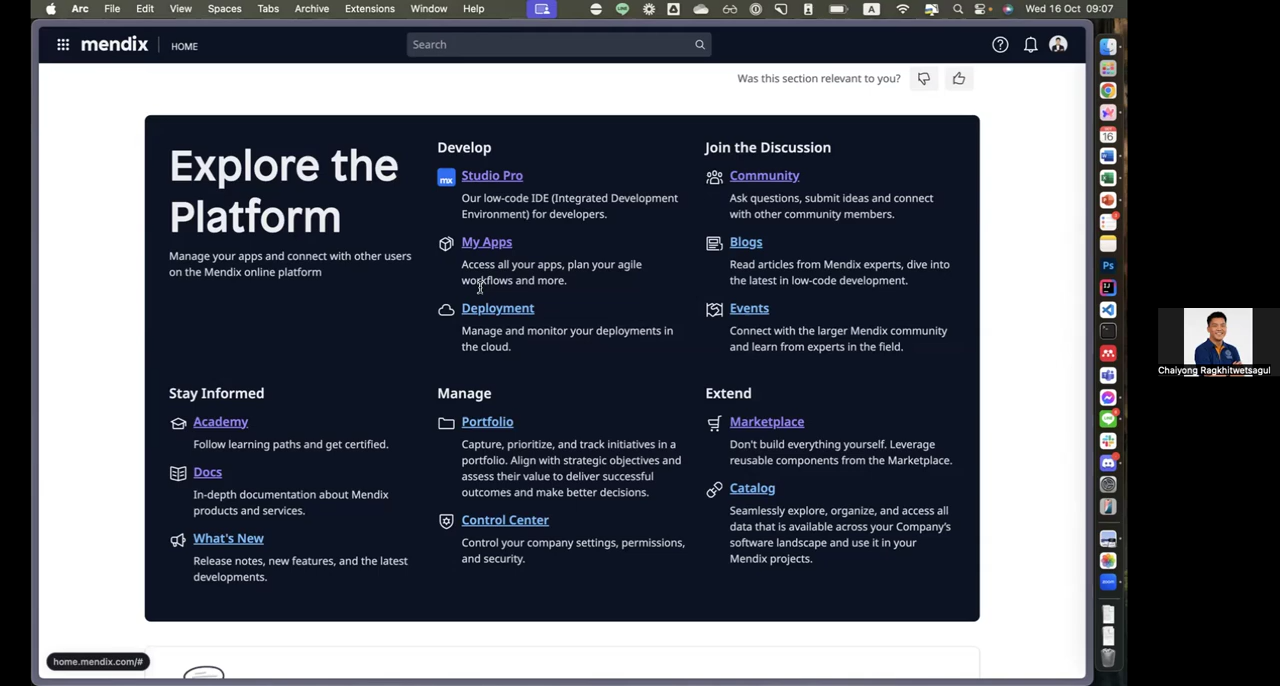 Arc File Edit View Spaces Tabs Archive Extensions Window Help A Wed 16 Oct 09:07
mendix HOME Search
Was this section relevant to you?
Explore the
Platform
Manage your apps and connect with other users
on the Mendix online platform
Develop
Studio Pro
Our low-code IDE (Integrated Development
Environment) for developers.
My Apps
Access all your apps, plan your agile
workflows and more.
Deployment
Manage and monitor your deployments in
the cloud.
Join the Discussion
Community
Ask questions, submit ideas and connect
with other community members.
Blogs
Read articles from Mendix experts, dive into
the latest in low-code development.
Events
Connect with the larger Mendix community
and learn from experts in the field.
Stay Informed
Academy
Follow learning paths and get certified.
Docs
In-depth documentation about Mendix
products and services.
What's New
Release notes, new features, and the latest
developments.
Manage
Portfolio
Capture, prioritize, and track initiatives in a
portfolio. Align with strategic objectives and
assess their value to deliver successful
outcomes and make better decisions.
Control Center
Control your company settings, permissions,
and security.
Extend
Marketplace
Don't build everything yourself. Leverage
reusable components from the Marketplace.
Catalog
Seamlessly explore, organize, and access all
data that is available across your Company's
software landscape and use it in your
Mendix projects.
home.mendix.com/#
mx
16
Ps
Chaiyong Ragkhitwetsagul